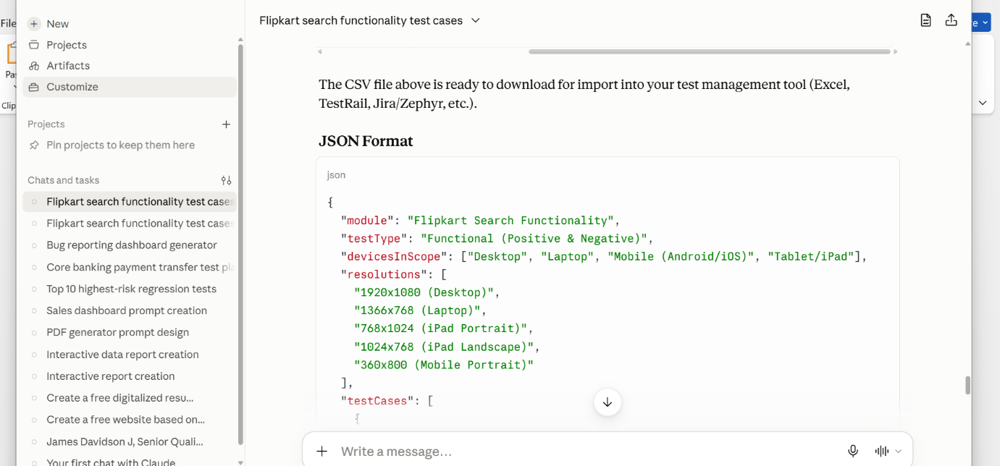 File
Pas
Clip
New
Projects
Artifacts
Customize
Projects
Pin projects to keep them here
Chats and tasks
Flipkart search functionality test cases
Flipkart search functionality test cases
Bug reporting dashboard generator
Core banking payment transfer test pla
Top 10 highest-risk regression tests
Sales dashboard prompt creation
PDF generator prompt design
Interactive data report creation
Interactive report creation
Create a free digitalized resu...
Create a free website based on...
James Davidson J, Senior Quali...
Your first chat with Claude
Flipkart search functionality test cases
e
The CSV file above is ready to download for import into your test management tool (Excel,
TestRail, Jira/Zephyr, etc.).
JSON Format
json
{
"module": "Flipkart Search Functionality",
"testType": "Functional (Positive & Negative)",
"devicesInScope": ["Desktop", "Laptop", "Mobile (Android/iOS)", "Tablet/iPad"],
"resolutions": [
"1920x1080 (Desktop)",
"1366x768 (Laptop)",
"768x1024 (iPad Portrait)",
"1024x768 (iPad Landscape)",
"360x800 (Mobile Portrait)"
],
"testCases": [
{
Write a message...